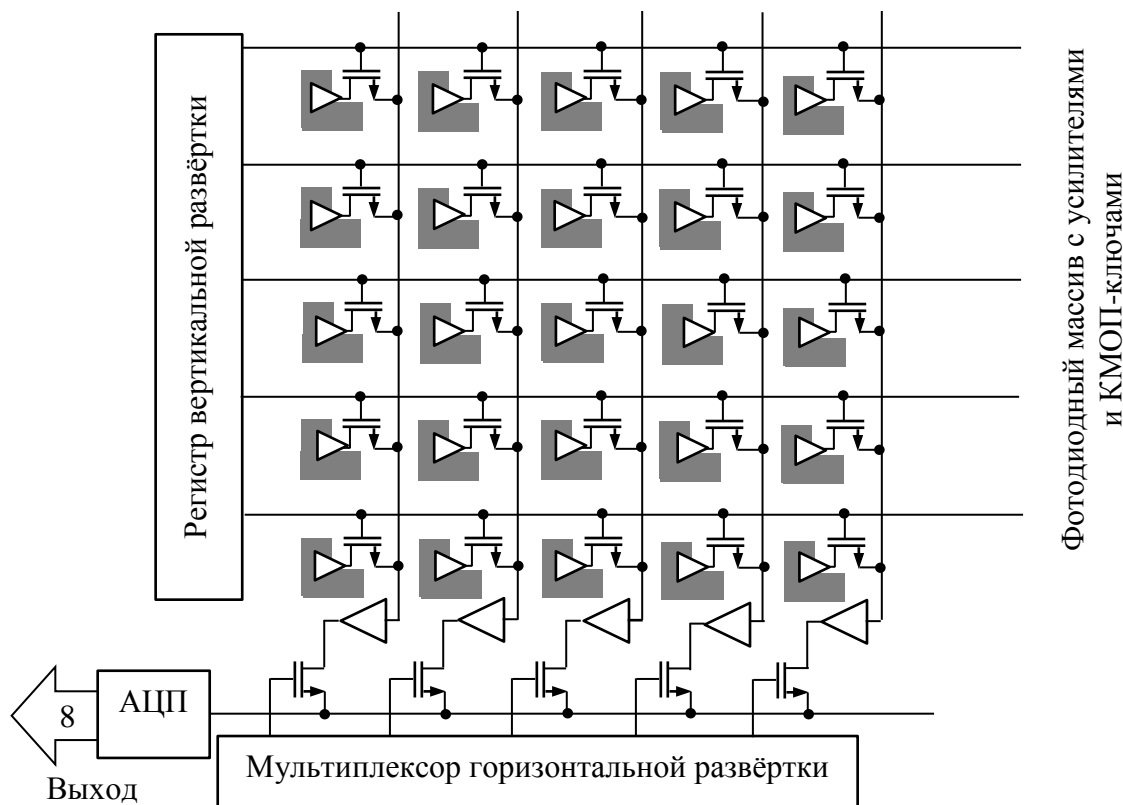 Регистр вертикальной развёртки
Фотодиодный массив с усилителями
и КМОП-ключами
8
АЦП
Выход
Мультиплексор горизонтальной развёртки